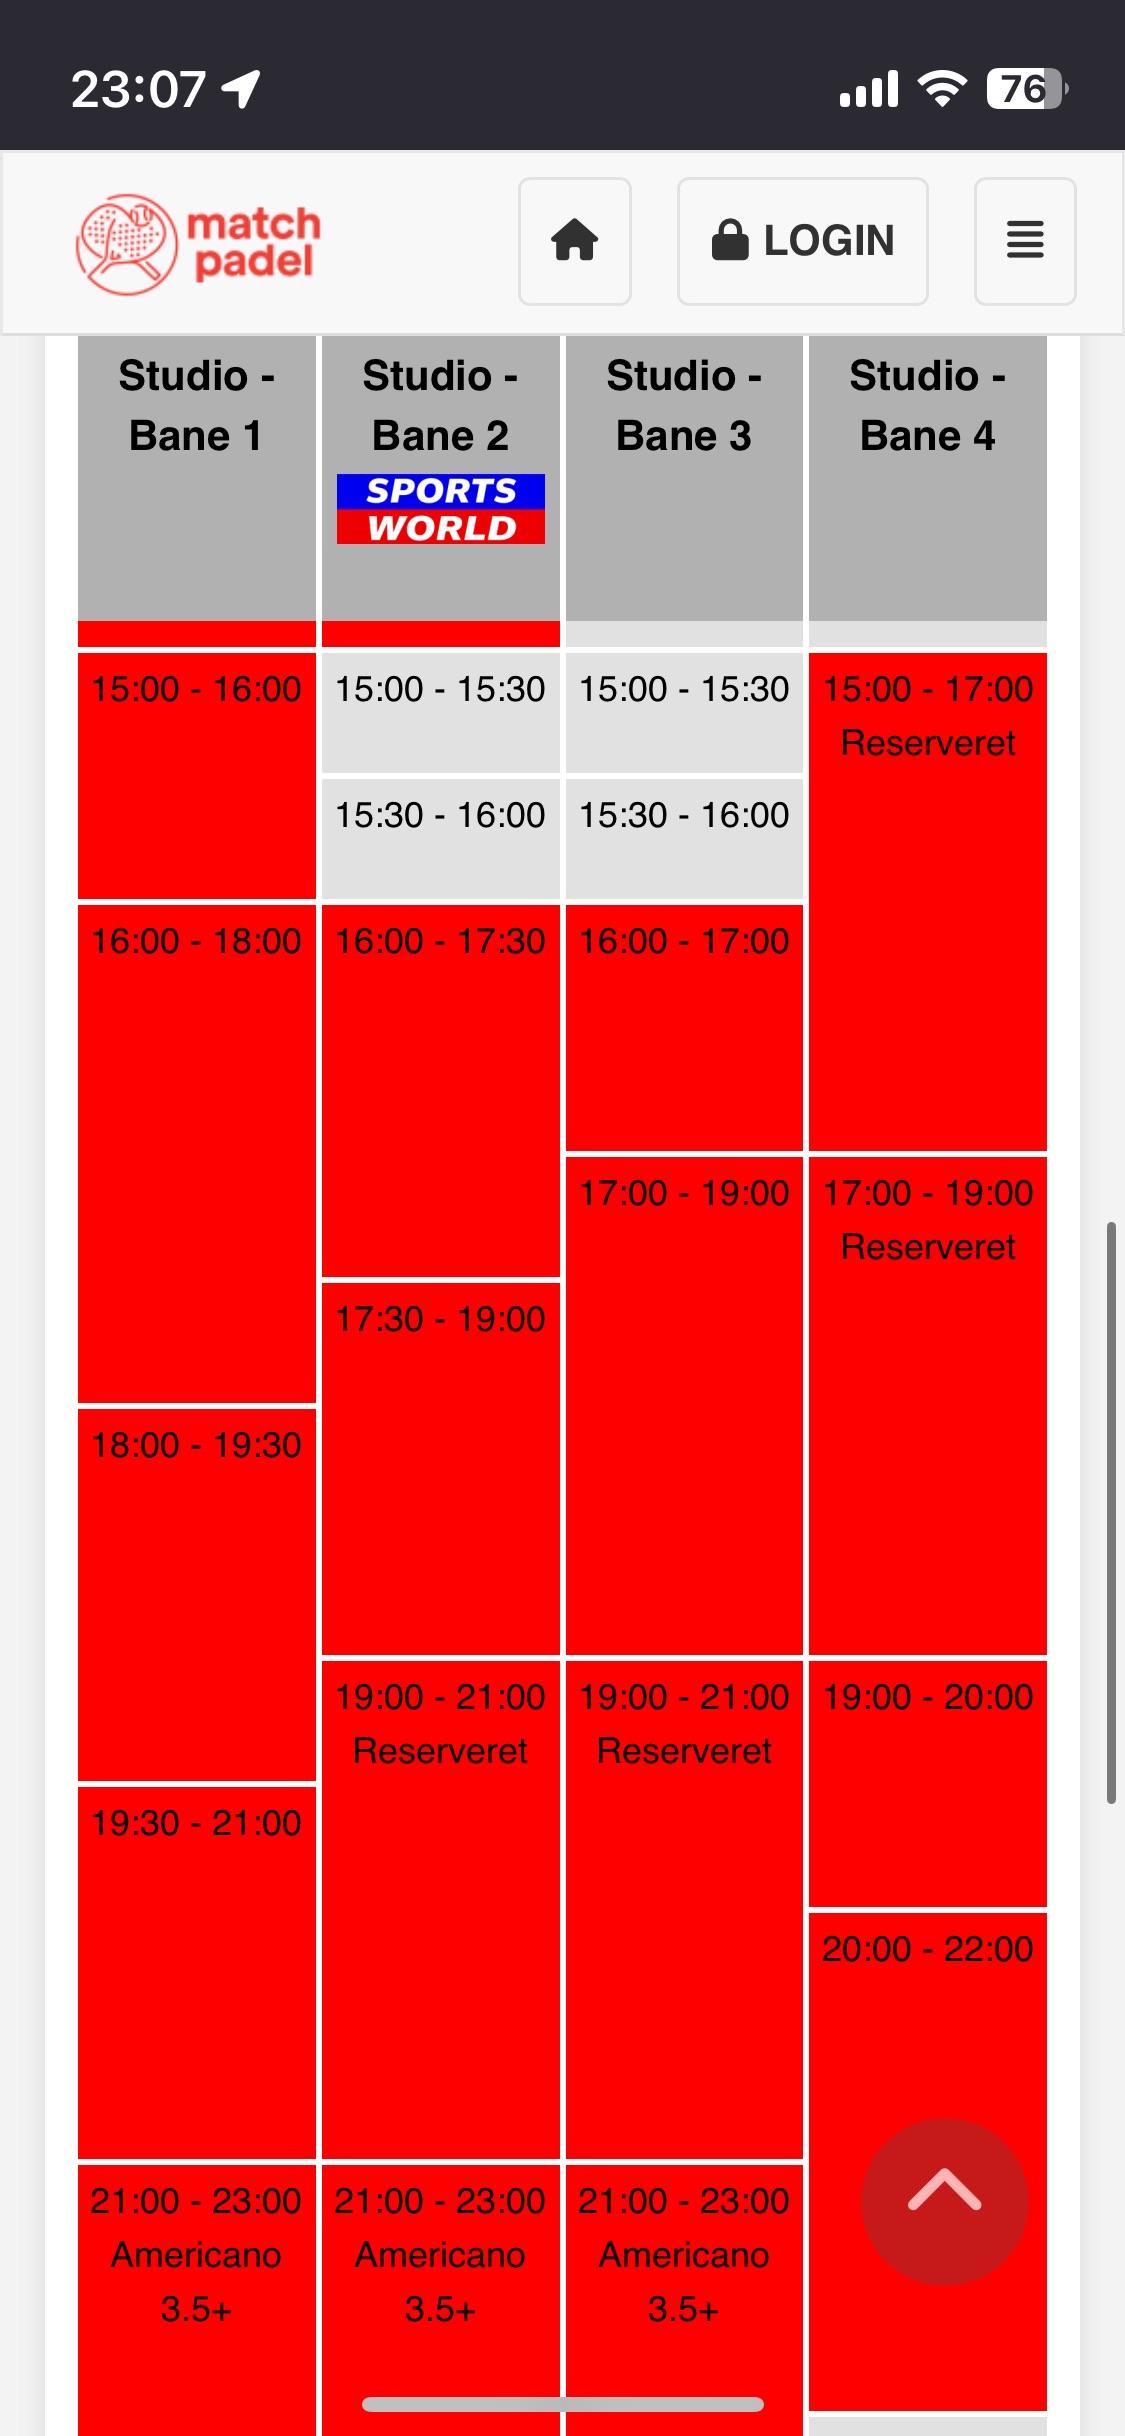 23:07
76
match
padel
LOGIN
Studio -
Bane 1
Studio -
Bane 2
SPORTS
WORLD
Studio -
Bane 3
Studio -
Bane 4
15:00 - 16:00
15:00 - 15:30
15:00 - 15:30
15:00 - 17:00
Reserveret
15:30 - 16:00
15:30 - 16:00
16:00 - 18:00
16:00 - 17:30
16:00 - 17:00
17:00 - 19:00
17:00 - 19:00
Reserveret
17:30 - 19:00
18:00 - 19:30
19:00 - 21:00
Reserveret
19:00 - 21:00
Reserveret
19:00 - 20:00
19:30 - 21:00
20:00 - 22:00
21:00 - 23:00
Americano
3.5+
21:00 - 23:00
Americano
3.5+
21:00 - 23:00
Americano
3.5+